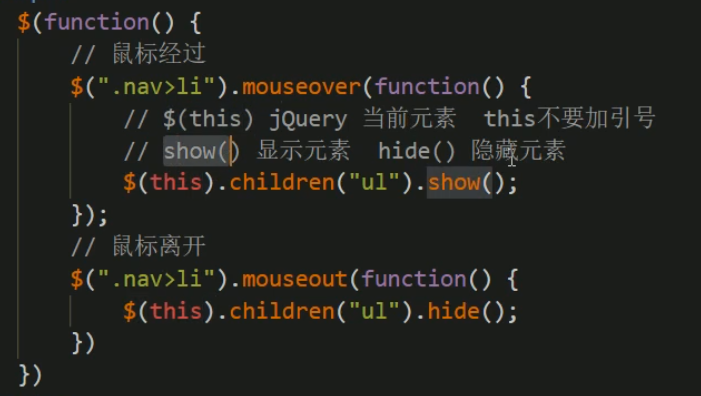 $(function() {
// 鼠标经过
$(".nav>li").mouseover(function() {
// $(this) jQuery 当前元素 this不要加引号
// show() 显示元素 hide() 隐藏元素
$(this).children("ul").show();
});
// 鼠标离开
$(".nav>li").mouseout(function() {
$(this).children("ul").hide();
})
})